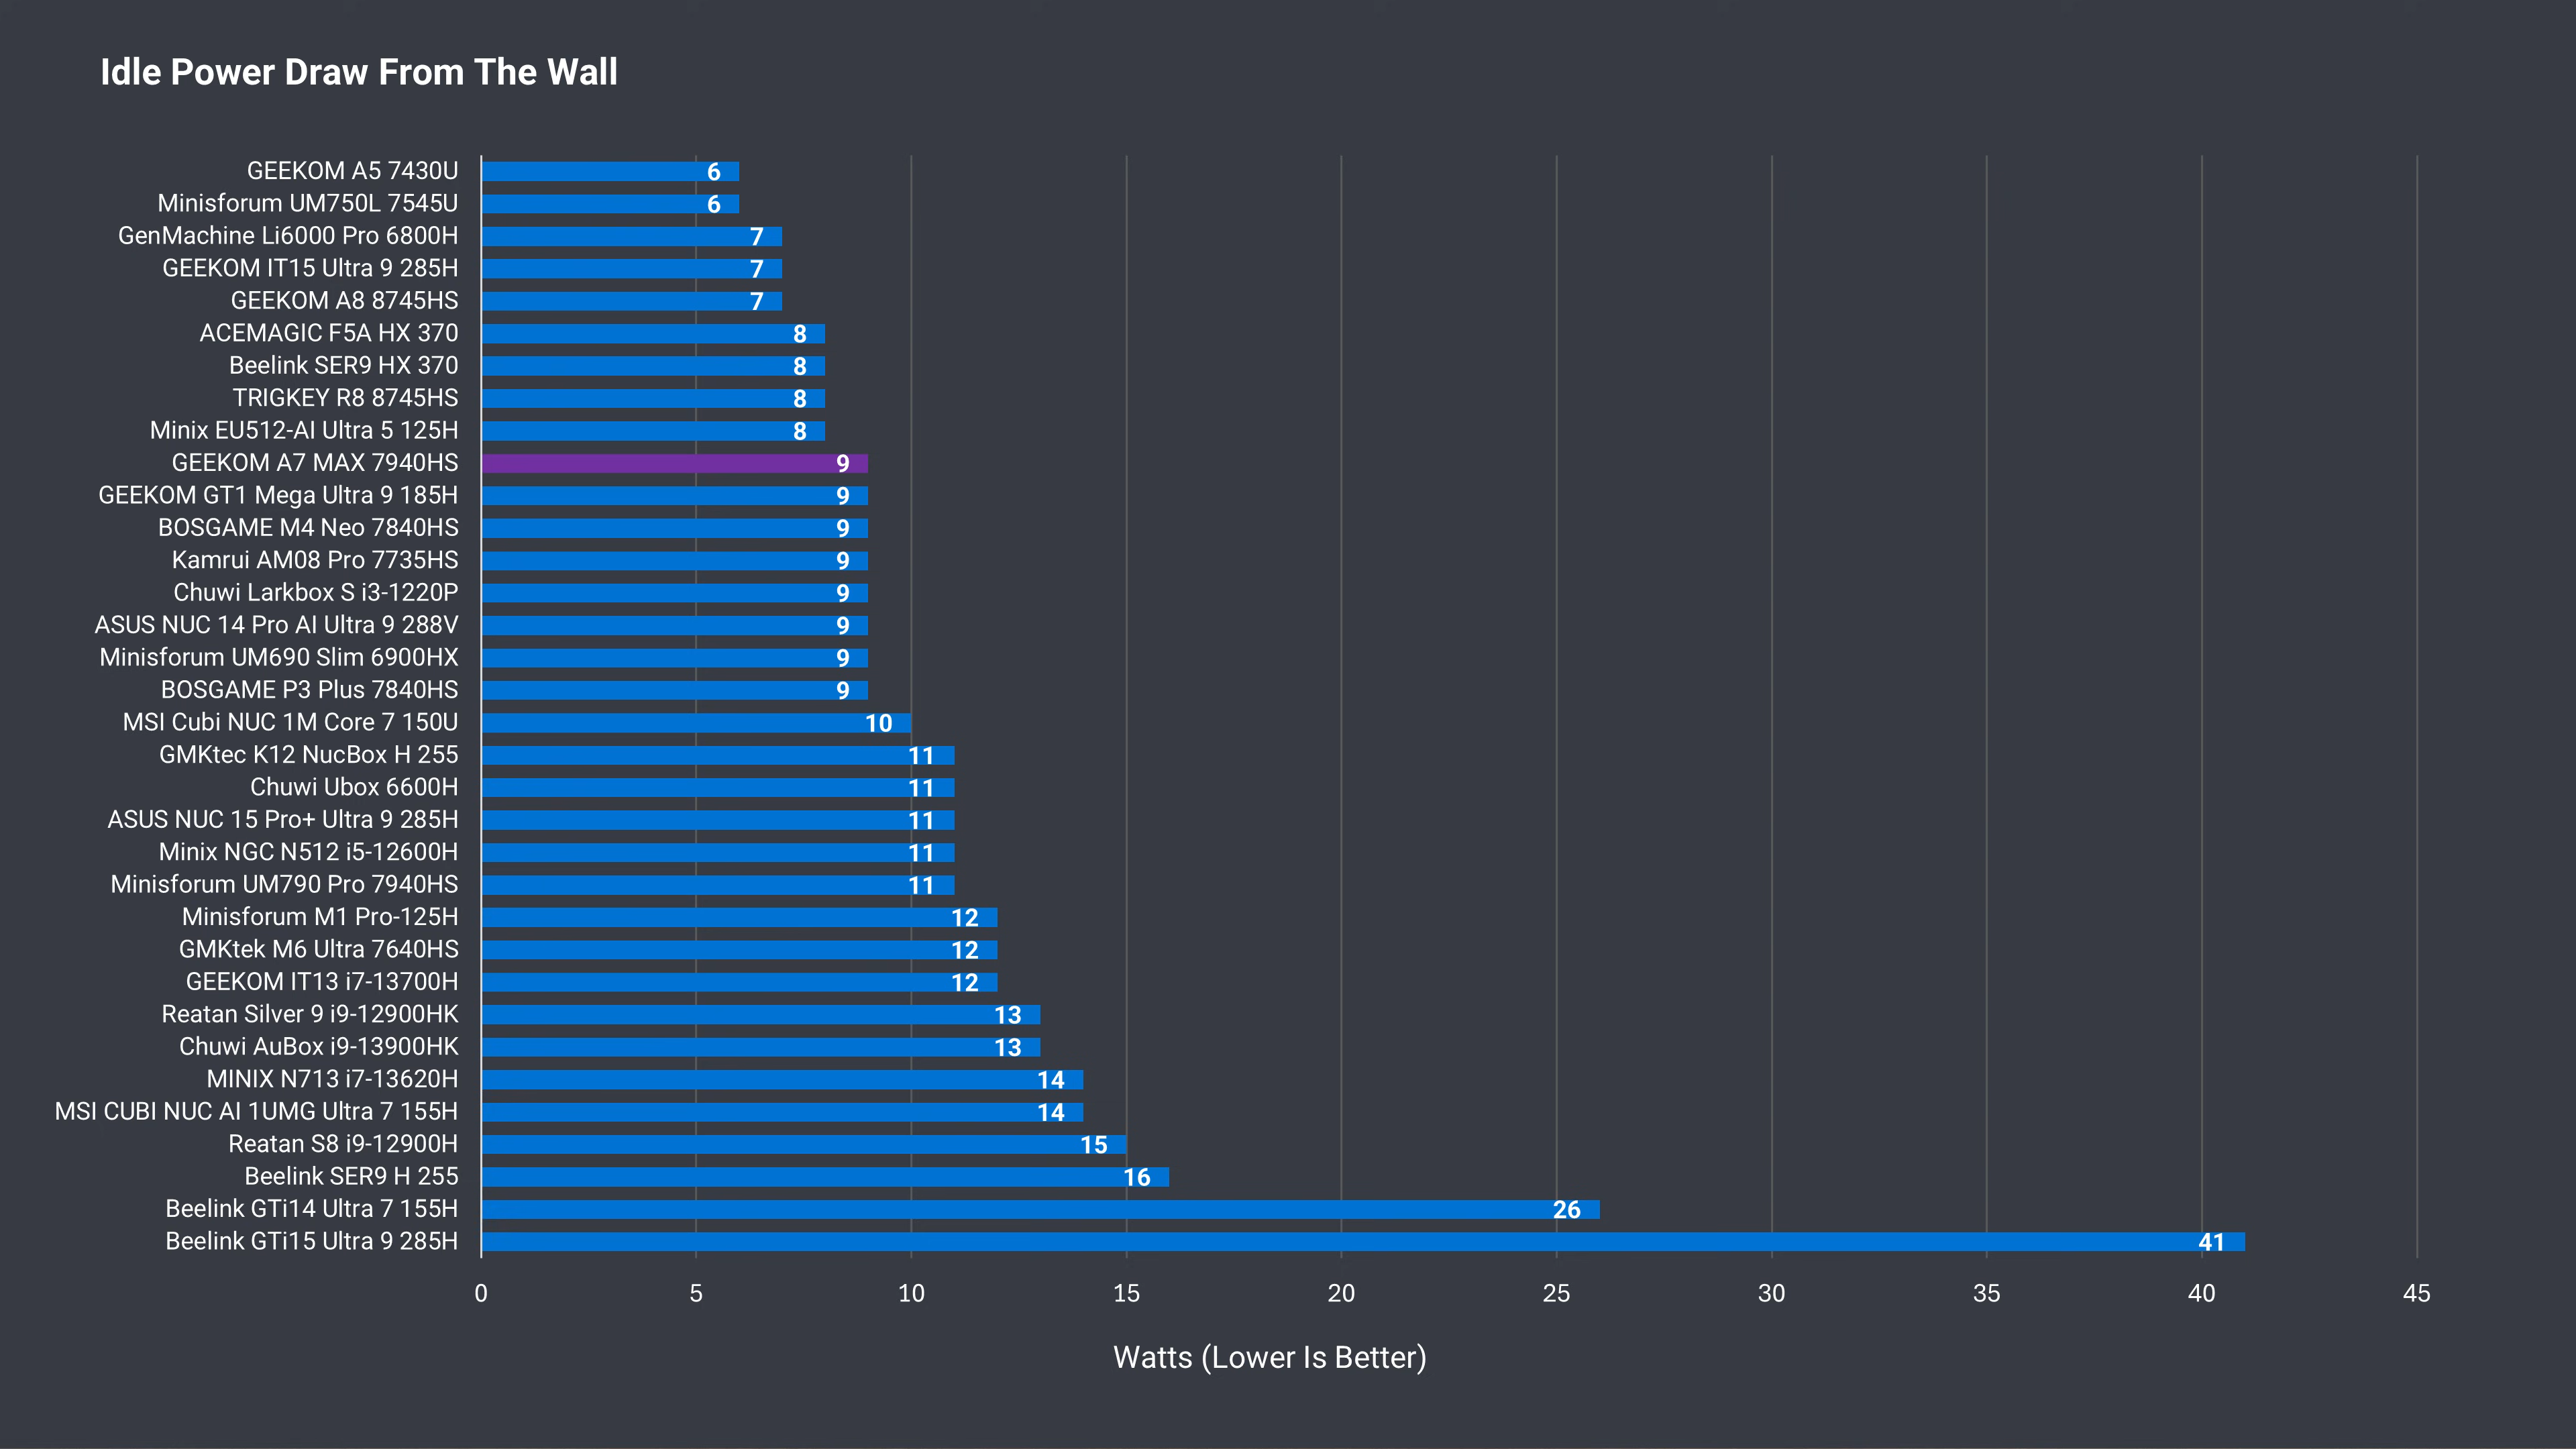 Idle Power Draw From The Wall
GEEKOM A5 7430U 6
Minisforum UM750L 7545U 6
GenMachine Li6000 Pro 6800H 7
GEEKOM IT15 Ultra 9 285H 7
GEEKOM A8 8745HS 7
ACEMAGIC F5A HX 370 8
Beelink SER9 HX 370 8
TRIGKEY R8 8745HS 8
Minix EU512-AI Ultra 5 125H 8
GEEKOM A7 MAX 7940HS 9
GEEKOM GT1 Mega Ultra 9 185H 9
BOSGAME M4 Neo 7840HS 9
Kamrui AM08 Pro 7735HS 9
Chuwi Larkbox S i3-1220P 9
ASUS NUC 14 Pro AI Ultra 9 288V 9
Minisforum UM690 Slim 6900HX 9
BOSGAME P3 Plus 7840HS 9
MSI Cubi NUC 1M Core 7 150U 10
GMKtec K12 NucBox H 255 11
Chuwi Ubox 6600H 11
ASUS NUC 15 Pro+ Ultra 9 285H 11
Minix NGC N512 i5-12600H 11
Minisforum UM790 Pro 7940HS 11
Minisforum M1 Pro-125H 12
GMKtek M6 Ultra 7640HS 12
GEEKOM IT13 i7-13700H 12
Reatan Silver 9 i9-12900HK 13
Chuwi AuBox i9-13900HK 13
MINIX N713 i7-13620H 14
MSI CUBI NUC AI 1UMG Ultra 7 155H 14
Reatan S8 i9-12900H 15
Beelink SER9 H 255 16
Beelink GTi14 Ultra 7 155H 26
Beelink GTi15 Ultra 9 285H 41
0 5 10 15 20 25 30 35 40 45
Watts (Lower Is Better)